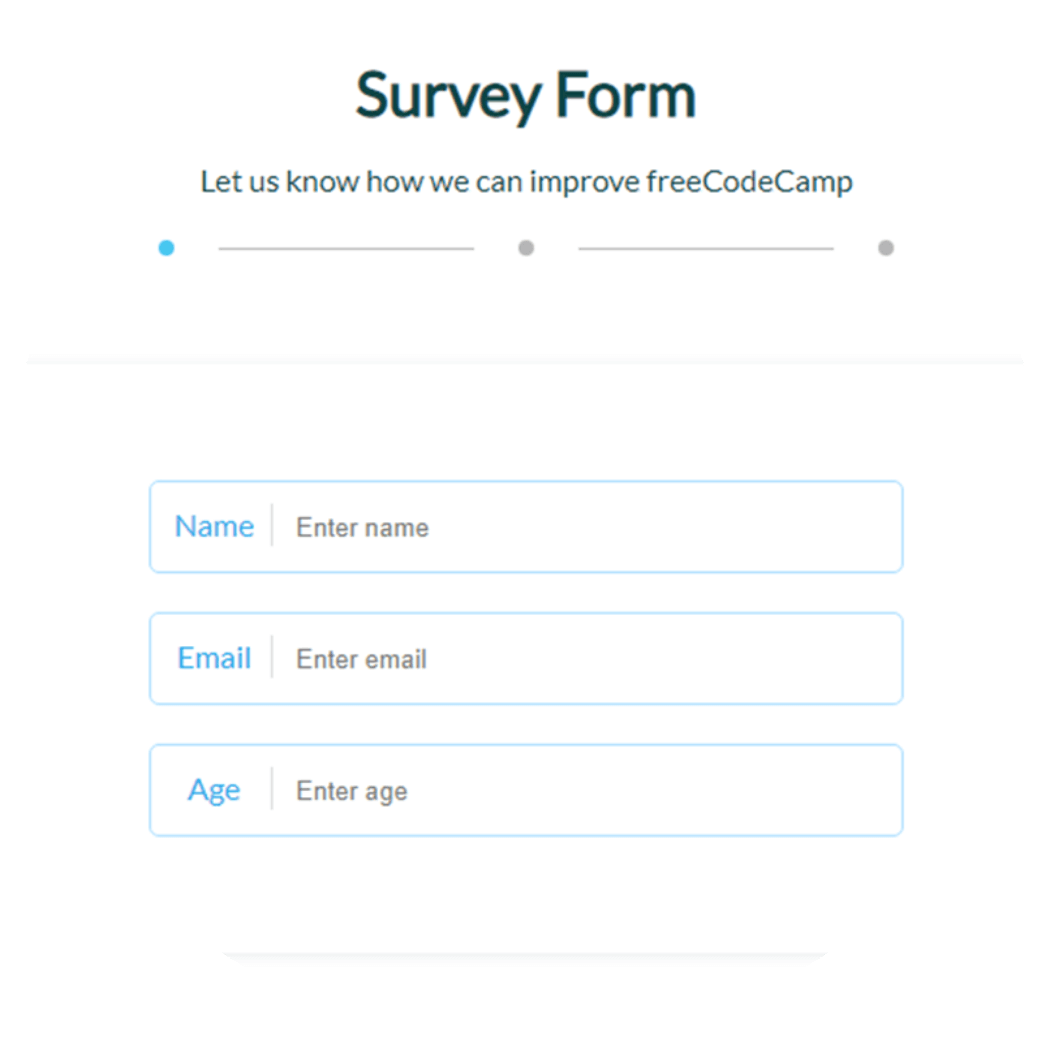 Survey Form
Let us know how we can improve freeCodeCamp
Name Enter name
Email Enter email
Age Enter age